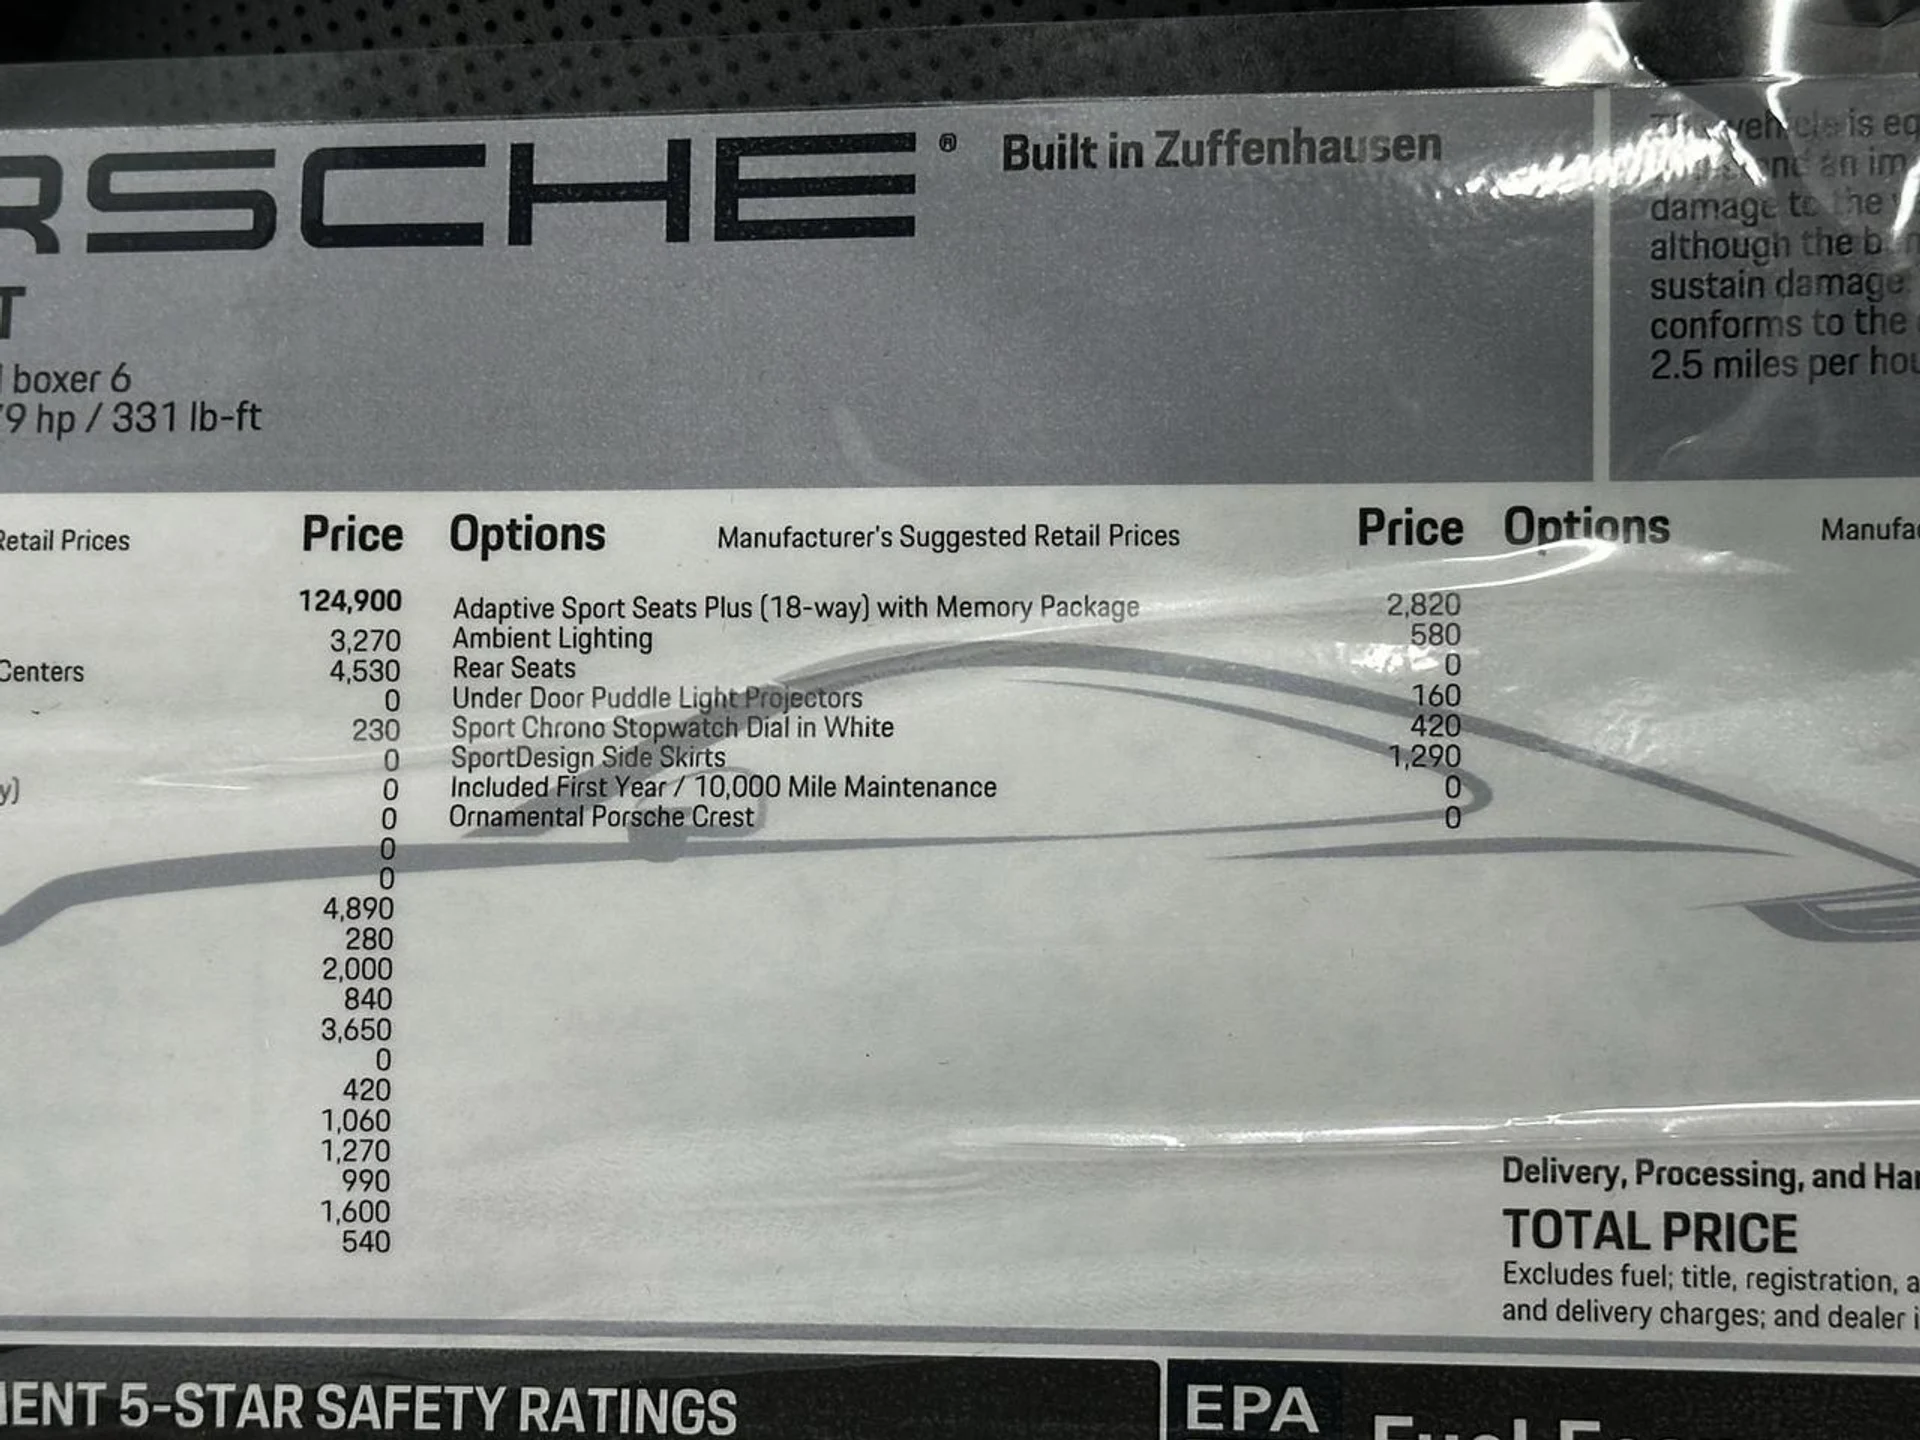 RSCHE® Built in Zuffenhausen
T
boxer 6
9 hp / 331 lb-ft
vehicle is eq
and an im
damage to the
although the b
sustain damage
conforms to the
2.5 miles per hou
Retail Prices Price Options Manufacturer's Suggested Retail Prices Price Options Manufac
124,900 Adaptive Sport Seats Plus (18-way) with Memory Package 2,820
3,270 Ambient Lighting 580
Centers 4,530 Rear Seats 0
0 Under Door Puddle Light Projectors 160
230 Sport Chrono Stopwatch Dial in White 420
0 SportDesign Side Skirts 1,290
y) 0 Included First Year / 10,000 Mile Maintenance 0
0 Ornamental Porsche Crest 0
0
0
4,890
280
2,000
840
3,650
0
420
1,060
1,270
990
1,600
540
Delivery, Processing, and Han
TOTAL PRICE
Excludes fuel; title, registration, a
and delivery charges; and dealer i
MENT 5-STAR SAFETY RATINGS
EPA Fuel Econ